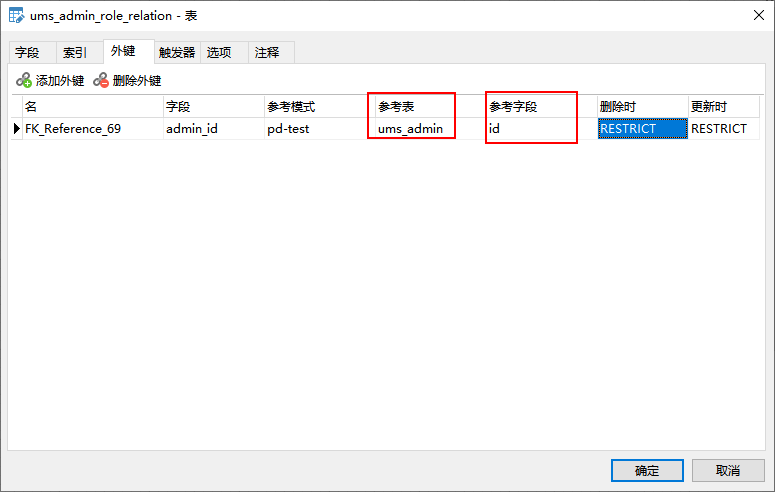 ums_admin_role_relation - 表
字段 索引 外键 触发器 选项 注释
添加外键 删除外键
名 字段 参考模式 参考表 参考字段 删除时 更新时
FK_Reference_69 admin_id pd-test ums_admin id RESTRICT RESTRICT
确定 取消